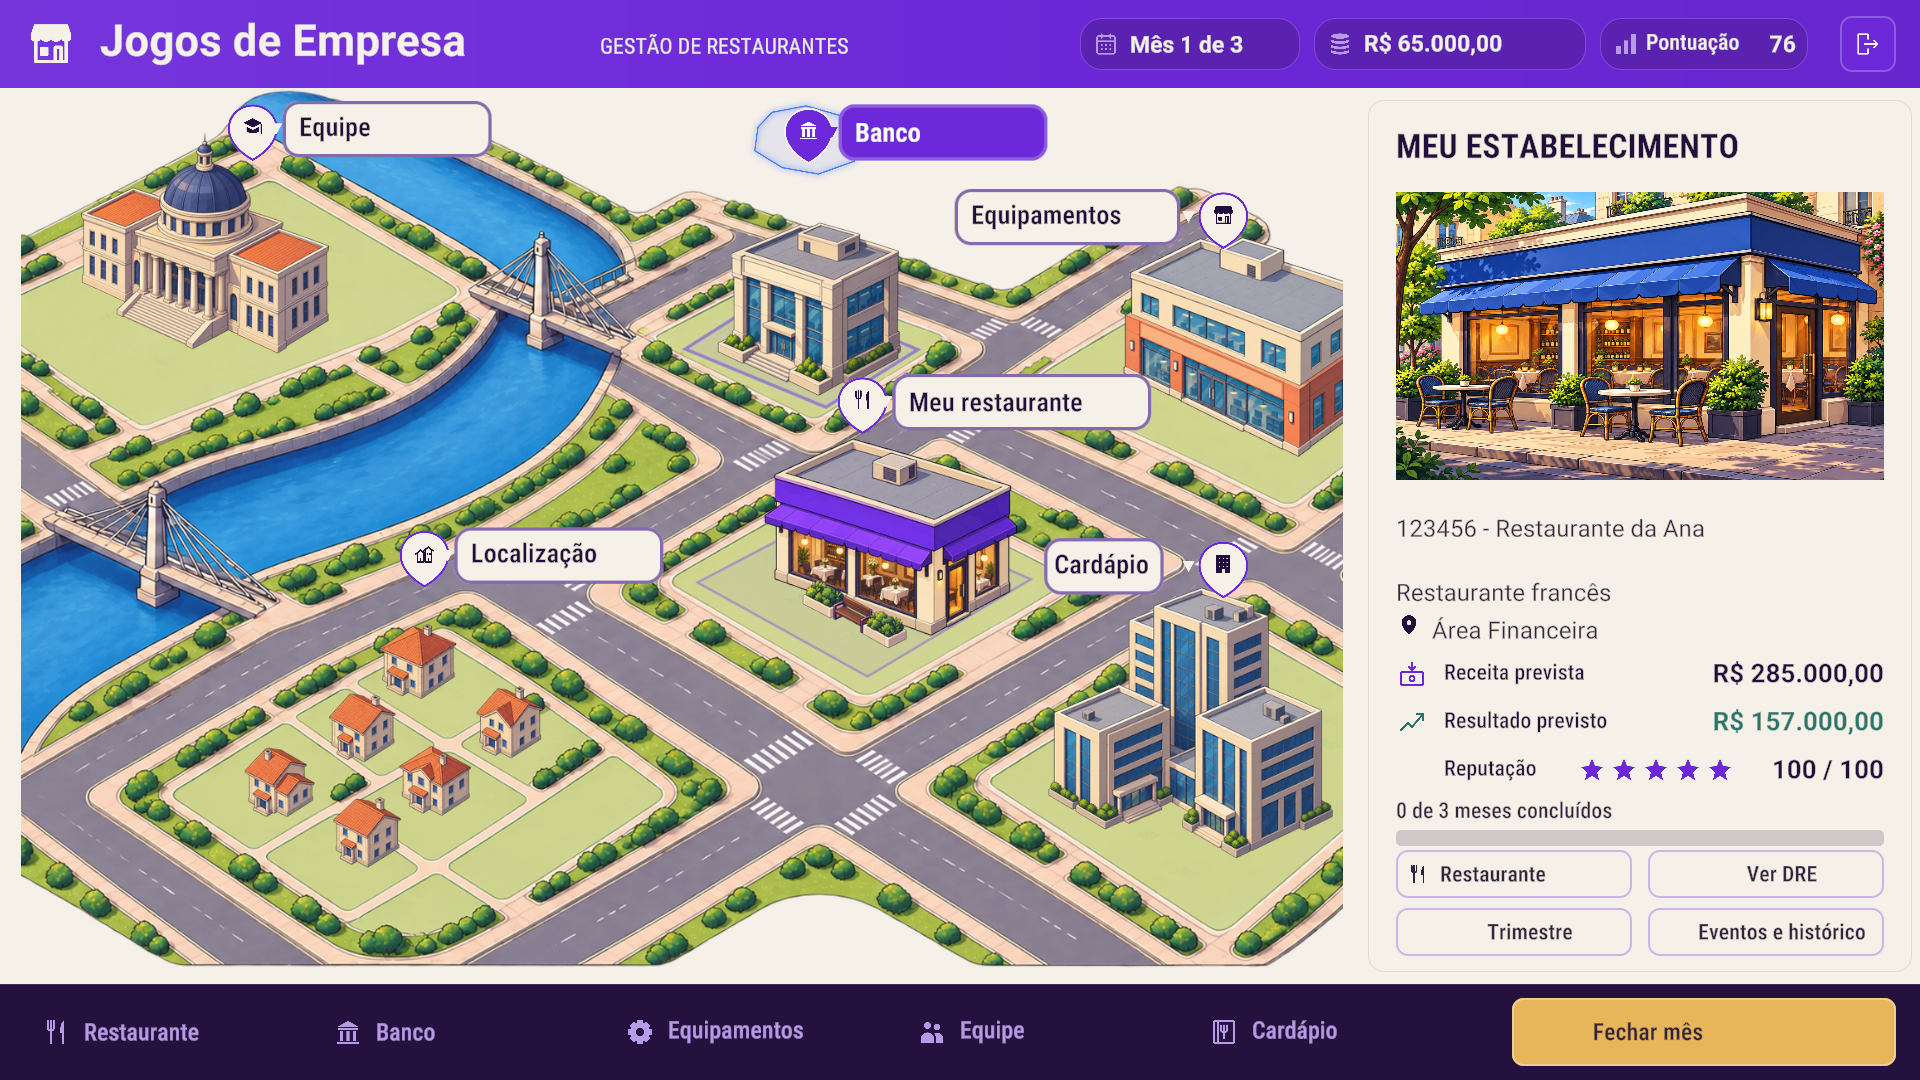 Jogos de Empresa
GESTÃO DE RESTAURANTES
Mês 1 de 3
R$ 65.000,00
Pontuação 76
Equipe
Banco
Equipamentos
Meu restaurante
Localização
Cardápio
MEU ESTABELECIMENTO
123456 - Restaurante da Ana
Restaurante francês
Área Financeira
Receita prevista R$ 285.000,00
Resultado previsto R$ 157.000,00
Reputação 100 / 100
0 de 3 meses concluídos
Restaurante
Ver DRE
Trimestre
Eventos e histórico
Restaurante
Banco
Equipamentos
Equipe
Cardápio
Fechar mês